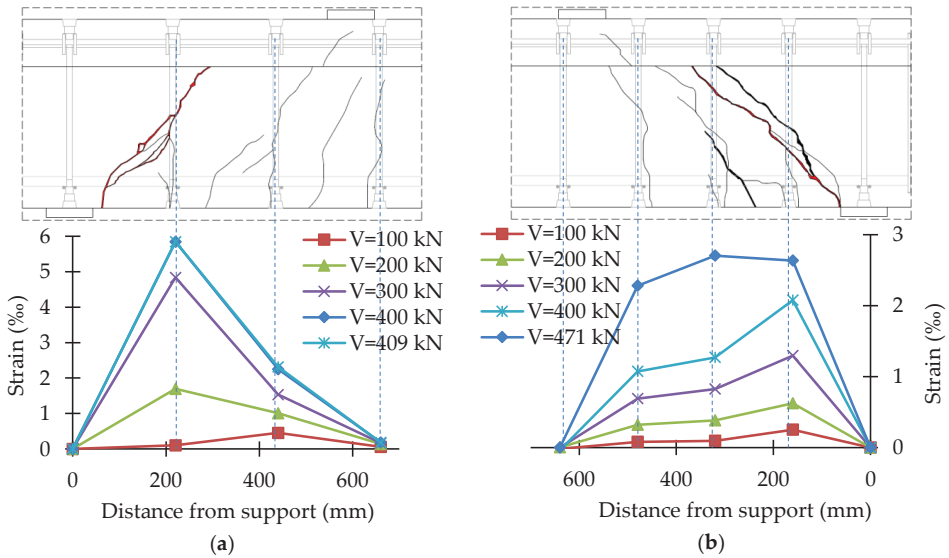 6
5
4
3
2
1
0
Strain (‰)
V=100 kN
V=200 kN
V=300 kN
V=400 kN
V=409 kN
0
200
400
600
Distance from support (mm)
(a)
V=100 kN
V=200 kN
V=300 kN
V=400 kN
V=471 kN
3
2
1
0
Strain (‰)
600
400
200
0
Distance from support (mm)
(b)